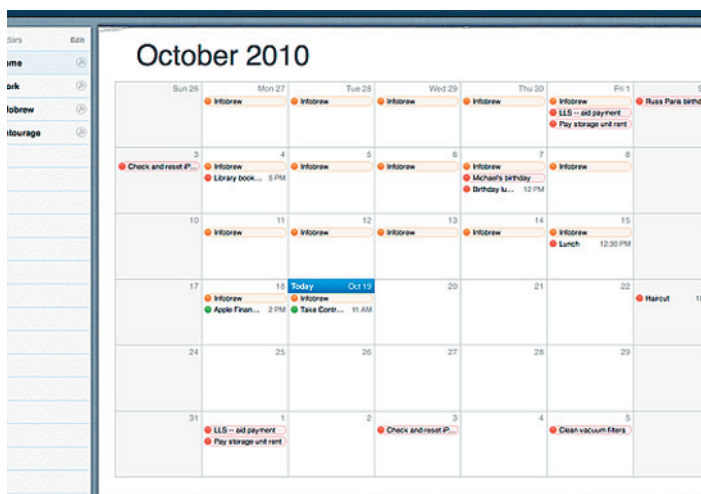 Edit
October 2010
Sun 26 Mon 27 Tue 28 Wed 29 Thu 30 Fri 1
Infobrew Infobrew Infobrew Infobrew Infobrew Russ Paris birthd
LLS -- aid payment
Pay storage unit rent
3 4 5 6 7 8
Check and reset iP... Infobrew Infobrew Infobrew Infobrew Infobrew
Library book... 5 PM Michael's birthday
Birthday lu... 12 PM
10 11 12 13 14 15
Infobrew Infobrew Infobrew Infobrew Infobrew
Lunch 12:30 PM
17 18 Today Oct 19 20 21 22
Infobrew Infobrew Haircut
Apple Finan... 2 PM Take Contr... 11 AM
24 25 26 27 28 29
31 1 2 3 4 5
LLS -- aid payment Check and reset iP... Clean vacuum filters
Pay storage unit rent